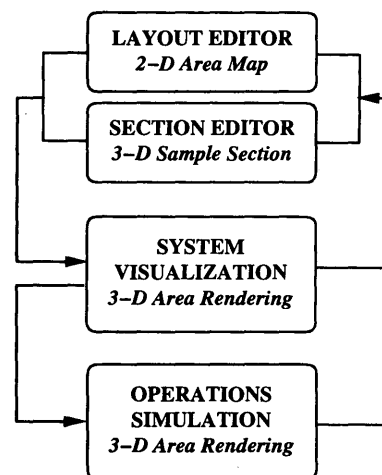 LAYOUT EDITOR
2–D Area Map
SECTION EDITOR
3–D Sample Section
SYSTEM
VISUALIZATION
3–D Area Rendering
OPERATIONS
SIMULATION
3–D Area Rendering